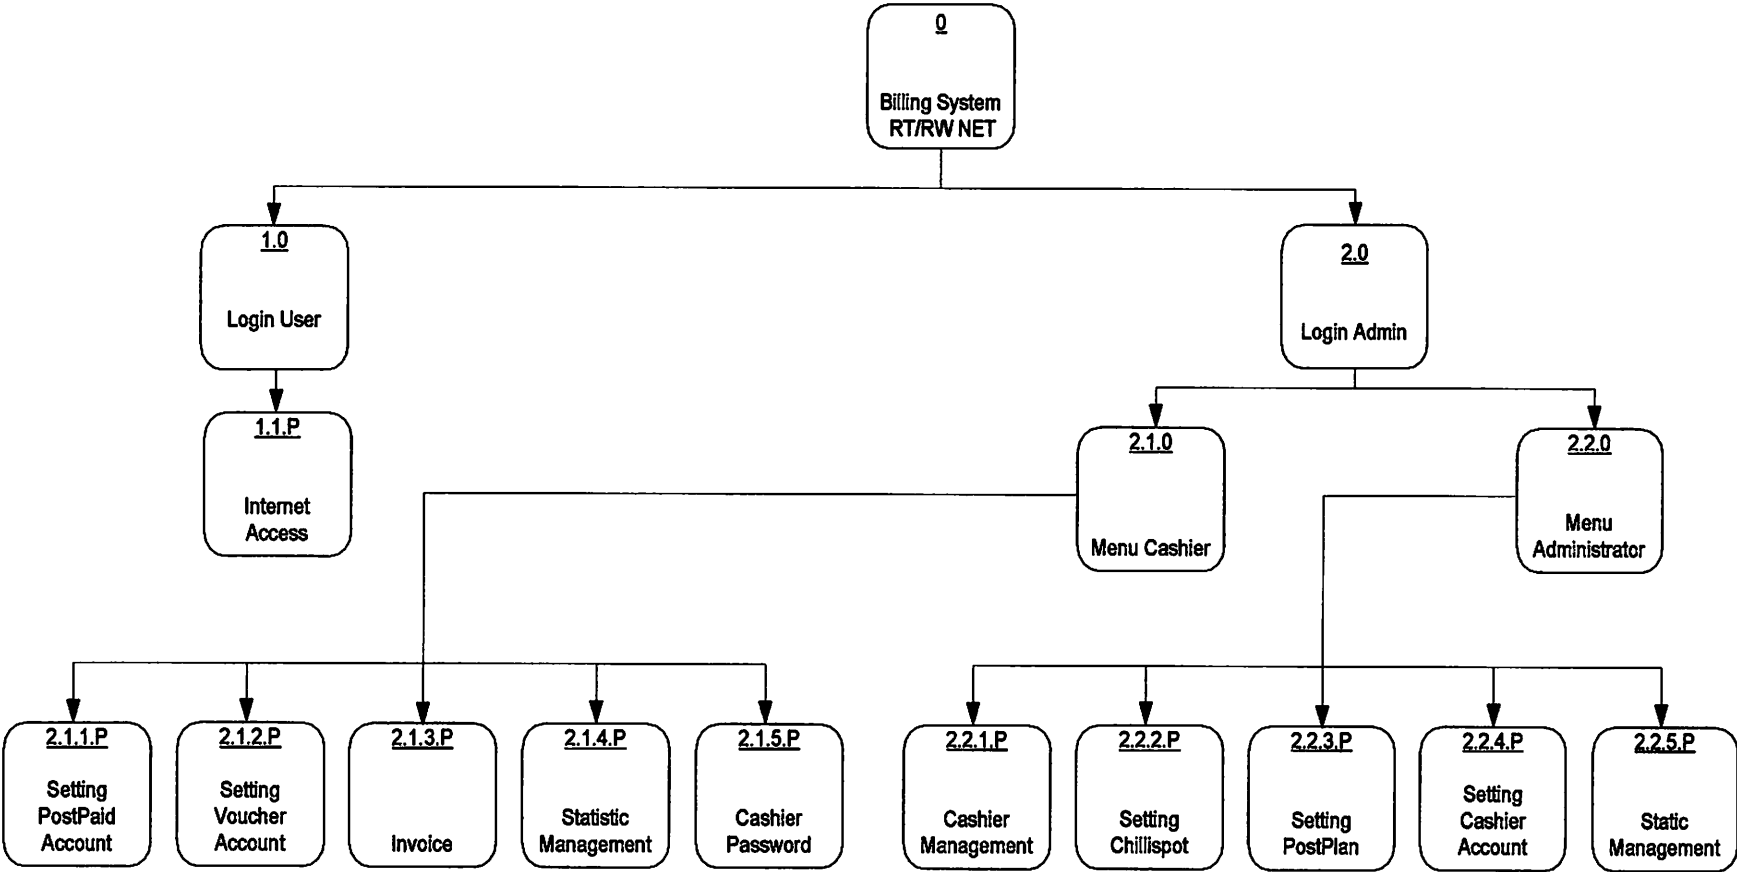 0
Billing System
RT/RW NET
1.0
Login User
2.0
Login Admin
1.1.P
Internet
Access
2.1.0
Menu Cashier
2.2.0
Menu
Administrator
2.1.1.P
Setting
PostPaid
Account
2.1.2.P
Setting
Voucher
Account
2.1.3.P
Invoice
2.1.4.P
Statistic
Management
2.1.5.P
Cashier
Password
2.2.1.P
Cashier
Management
2.2.2.P
Setting
Chillispot
2.2.3.P
Setting
PostPlan
2.2.4.P
Setting
Cashier
Account
2.2.5.P
Static
Management